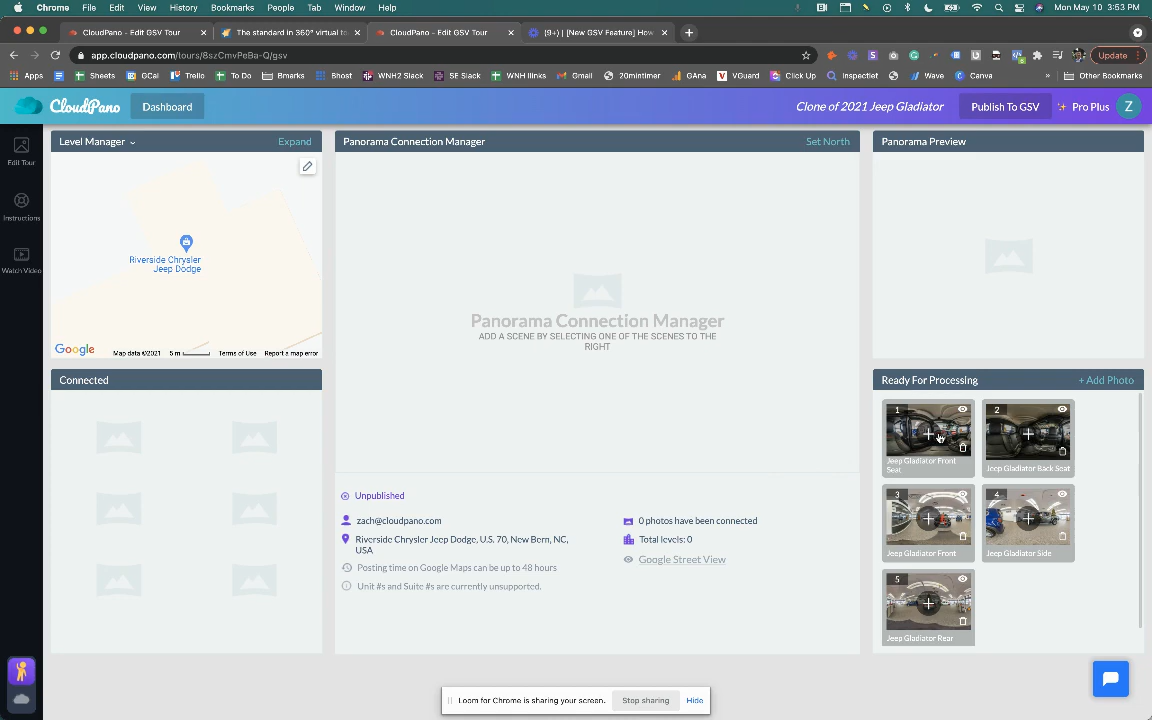 Chrome File Edit View History Bookmarks People Tab Window Help Mon May 10 3:53 PM
CloudPano - Edit GSV Tour The standard in 360° virtual to CloudPano - Edit GSV Tour (9+) | [New GSV Feature] How
app.cloudpano.com/tours/8szCmvPeBa-Q/gsv Update
Apps Sheets GCal Trello To Do Bmarks Bhost WNH2 Slack SE Slack WNH llinks Gmail 20mintimer GAna VGuard Click Up Inspectlet Wave Canva » Other Bookmarks
CloudPano Dashboard Clone of 2021 Jeep Gladiator Publish To GSV Pro Plus Z
Edit Tour
Instructions
Watch Video
Level Manager Expand
Riverside Chrysler
Jeep Dodge
Google Map data ©2021 5 m Terms of Use Report a map error
Connected
Panorama Connection Manager Set North
Panorama Connection Manager
ADD A SCENE BY SELECTING ONE OF THE SCENES TO THE
RIGHT
Unpublished
zach@cloudpano.com 0 photos have been connected
Riverside Chrysler Jeep Dodge, U.S. 70, New Bern, NC, Total levels: 0
USA
Google Street View
Posting time on Google Maps can be up to 48 hours
Unit #s and Suite #s are currently unsupported.
Panorama Preview
Ready For Processing + Add Photo
1 2
Jeep Gladiator Front
Seat
Jeep Gladiator Back Seat
3 4
Jeep Gladiator Front Jeep Gladiator Side
5
Jeep Gladiator Rear
Loom for Chrome is sharing your screen. Stop sharing Hide